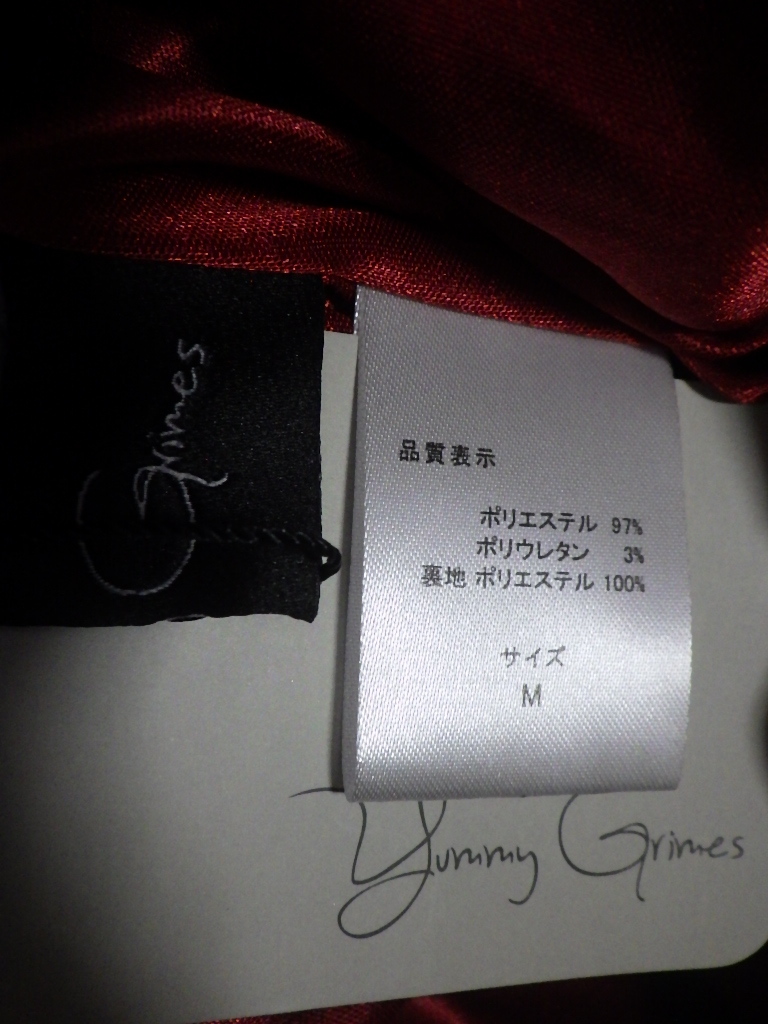 Grimes
品質表示
ポリエステル 97%
ポリウレタン 3%
裏地 ポリエステル 100%
サイズ
M
Yummy Grimes